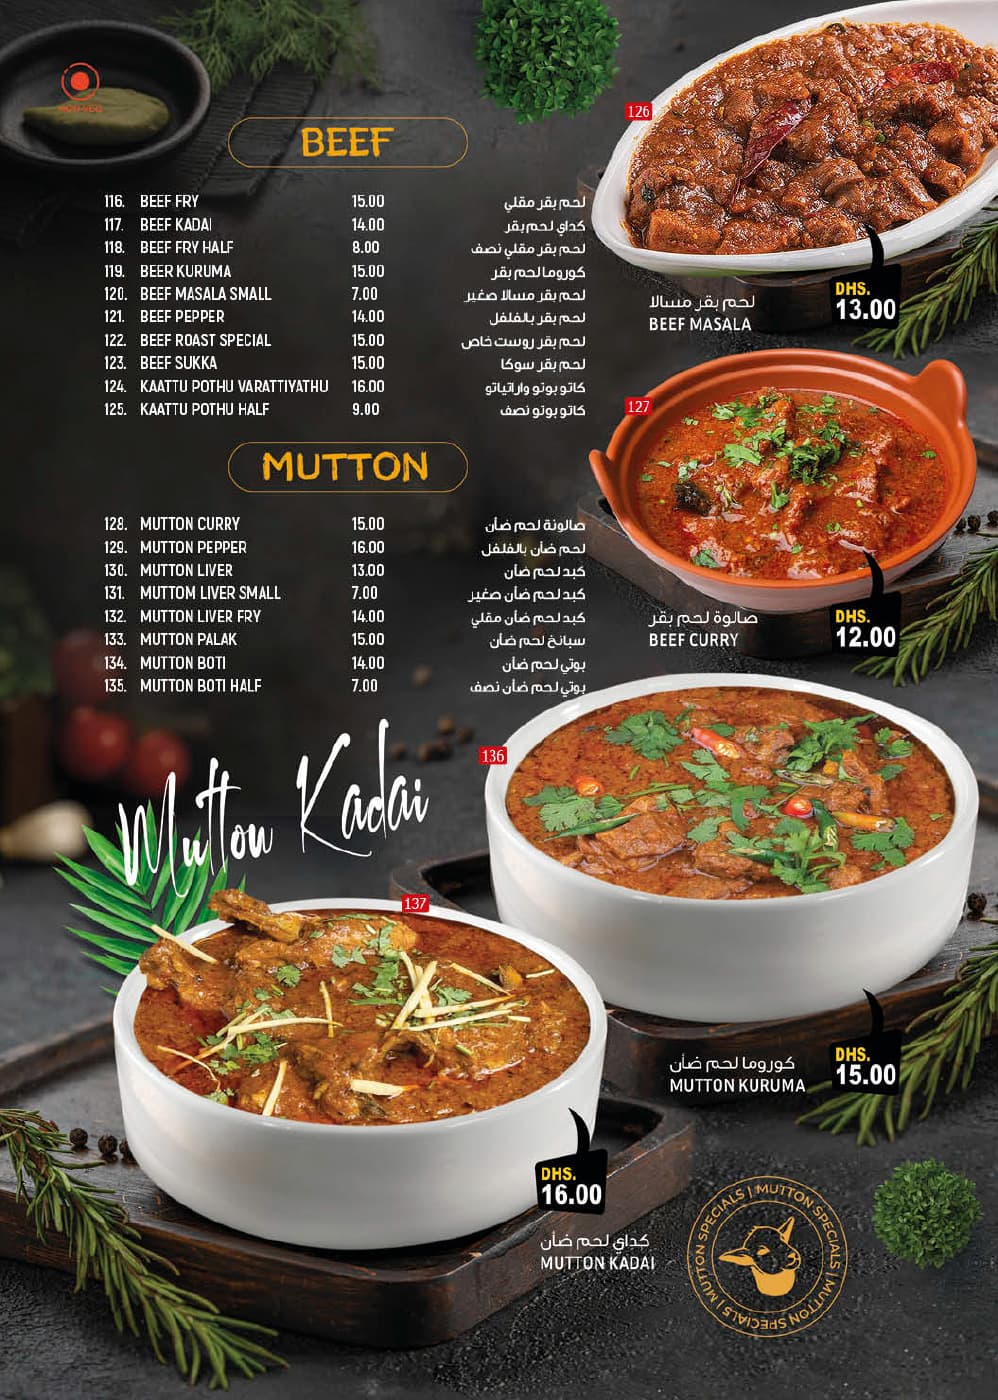 NON-VEG
BEEF
116. BEEF FRY 15.00 لحم بقر مقلي
117. BEEF KADAI 14.00 كداي لحم بقر
118. BEEF FRY HALF 8.00 لحم بقر مقلي نصف
119. BEER KURUMA 15.00 كوروما لحم بقر
120. BEEF MASALA SMALL 7.00 لحم بقر مسالا صغير
121. BEEF PEPPER 14.00 لحم بقر بالفلفل
122. BEEF ROAST SPECIAL 15.00 لحم بقر روست خاص
123. BEEF SUKKA 15.00 لحم بقر سوكا
124. KAATTU POTHU VARATTIYATHU 16.00 كاتو بوتو واراتياتو
125. KAATTU POTHU HALF 9.00 كاتو بوتو نصف
126
لحم بقر مسالا
BEEF MASALA
DHS.
13.00
127
صالوة لحم بقر
BEEF CURRY
DHS.
12.00
MUTTON
128. MUTTON CURRY 15.00 صالونة لحم ضأن
129. MUTTON PEPPER 16.00 لحم ضأن بالفلفل
130. MUTTON LIVER 13.00 كبد لحم ضأن
131. MUTTOM LIVER SMALL 7.00 كبد لحم ضأن صغير
132. MUTTON LIVER FRY 14.00 كبد لحم ضأن مقلي
133. MUTTON PALAK 15.00 سبانخ لحم ضأن
134. MUTTON BOTI 14.00 بوتي لحم ضأن
135. MUTTON BOTI HALF 7.00 بوتي لحم ضأن نصف
Mutton Kadai
136
كوروما لحم ضأن
MUTTON KURUMA
DHS.
15.00
137
DHS.
16.00
كداي لحم ضأن
MUTTON KADAI
MUTTON SPECIALS | MUTTON SPECIALS | MUTTON SPECIALS |